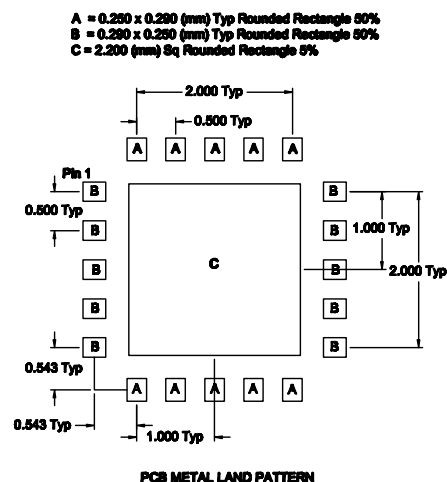 A = 0.250 x 0.290 (mm) Typ Rounded Rectangle 50%
B = 0.290 x 0.250 (mm) Typ Rounded Rectangle 50%
C = 2.200 (mm) Sq Rounded Rectangle 5%
2.000 Typ
0.500 Typ
A A A A A
Pin 1
B B
0.500 Typ
1.000 Typ
B B
C
B B
2.000 Typ
B B
B B
0.543 Typ
A A A A A
0.543 Typ
1.000 Typ
PCB METAL LAND PATTERN